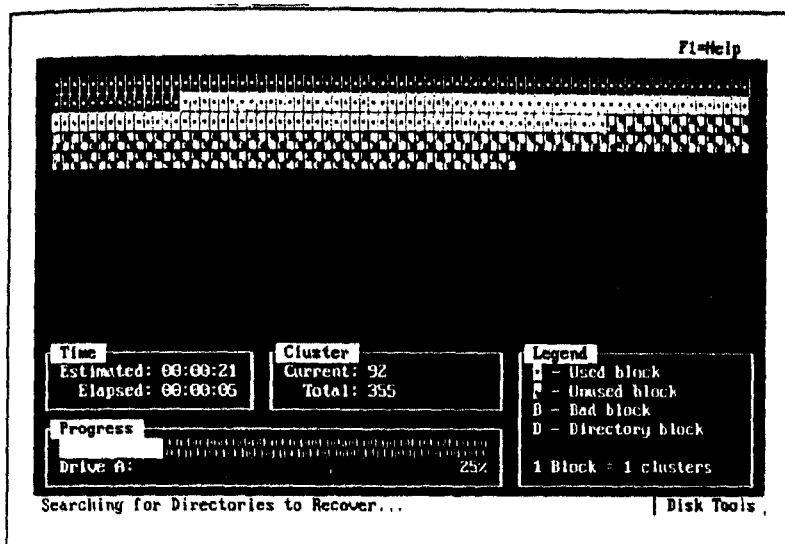 F1=Help
Time
Estimated: 00:00:21
Elapsed: 00:00:05
Cluster
Current: 92
Total: 355
Legend
- Used block
- Unused block
B - Bad block
D - Directory block
1 Block = 1 clusters
Progress
Drive A: 25%
Searching for Directories to Recover... Disk Tools